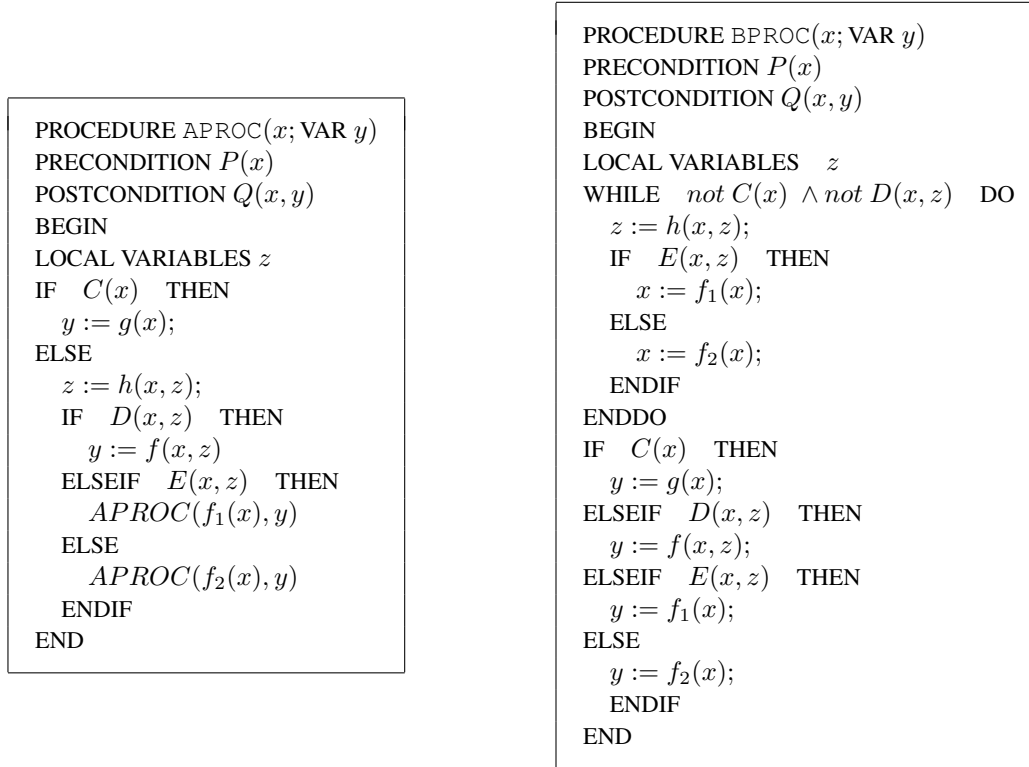 PROCEDURE APROC(x; VAR y)
PRECONDITION P(x)
POSTCONDITION Q(x, y)
BEGIN
LOCAL VARIABLES z
IF C(x) THEN
y := g(x);
ELSE
z := h(x, z);
IF D(x, z) THEN
y := f(x, z)
ELSEIF E(x, z) THEN
APROC(f₁(x), y)
ELSE
APROC(f₂(x), y)
ENDIF
END
PROCEDURE BPROC(x; VAR y)
PRECONDITION P(x)
POSTCONDITION Q(x, y)
BEGIN
LOCAL VARIABLES z
WHILE not C(x) ∧ not D(x, z) DO
z := h(x, z);
IF E(x, z) THEN
x := f₁(x);
ELSE
x := f₂(x);
ENDIF
ENDDO
IF C(x) THEN
y := g(x);
ELSEIF D(x, z) THEN
y := f(x, z);
ELSEIF E(x, z) THEN
y := f₁(x);
ELSE
y := f₂(x);
ENDIF
END